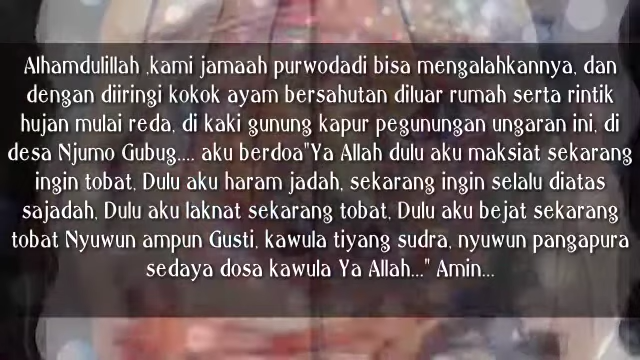 Alhamdulillah ,kami jamaah purwodadi bisa mengalahkannya, dan
dengan diiringi kokok ayam bersahutan diluar rumah serta rintik
hujan mulai reda, di kaki gunung kapur pegunungan ungaran ini, di
desa Njumo Gubug.... aku berdoa"Ya Allah dulu aku maksiat sekarang
ingin tobat, Dulu aku haram jadah, sekarang ingin selalu diatas
sajadah, Dulu aku laknat sekarang tobat, Dulu aku bejat sekarang
tobat Nyuwun ampun Gusti, kawula tiyang sudra, nyuwun pangapura
sedaya dosa kawula Ya Allah..." Amin...